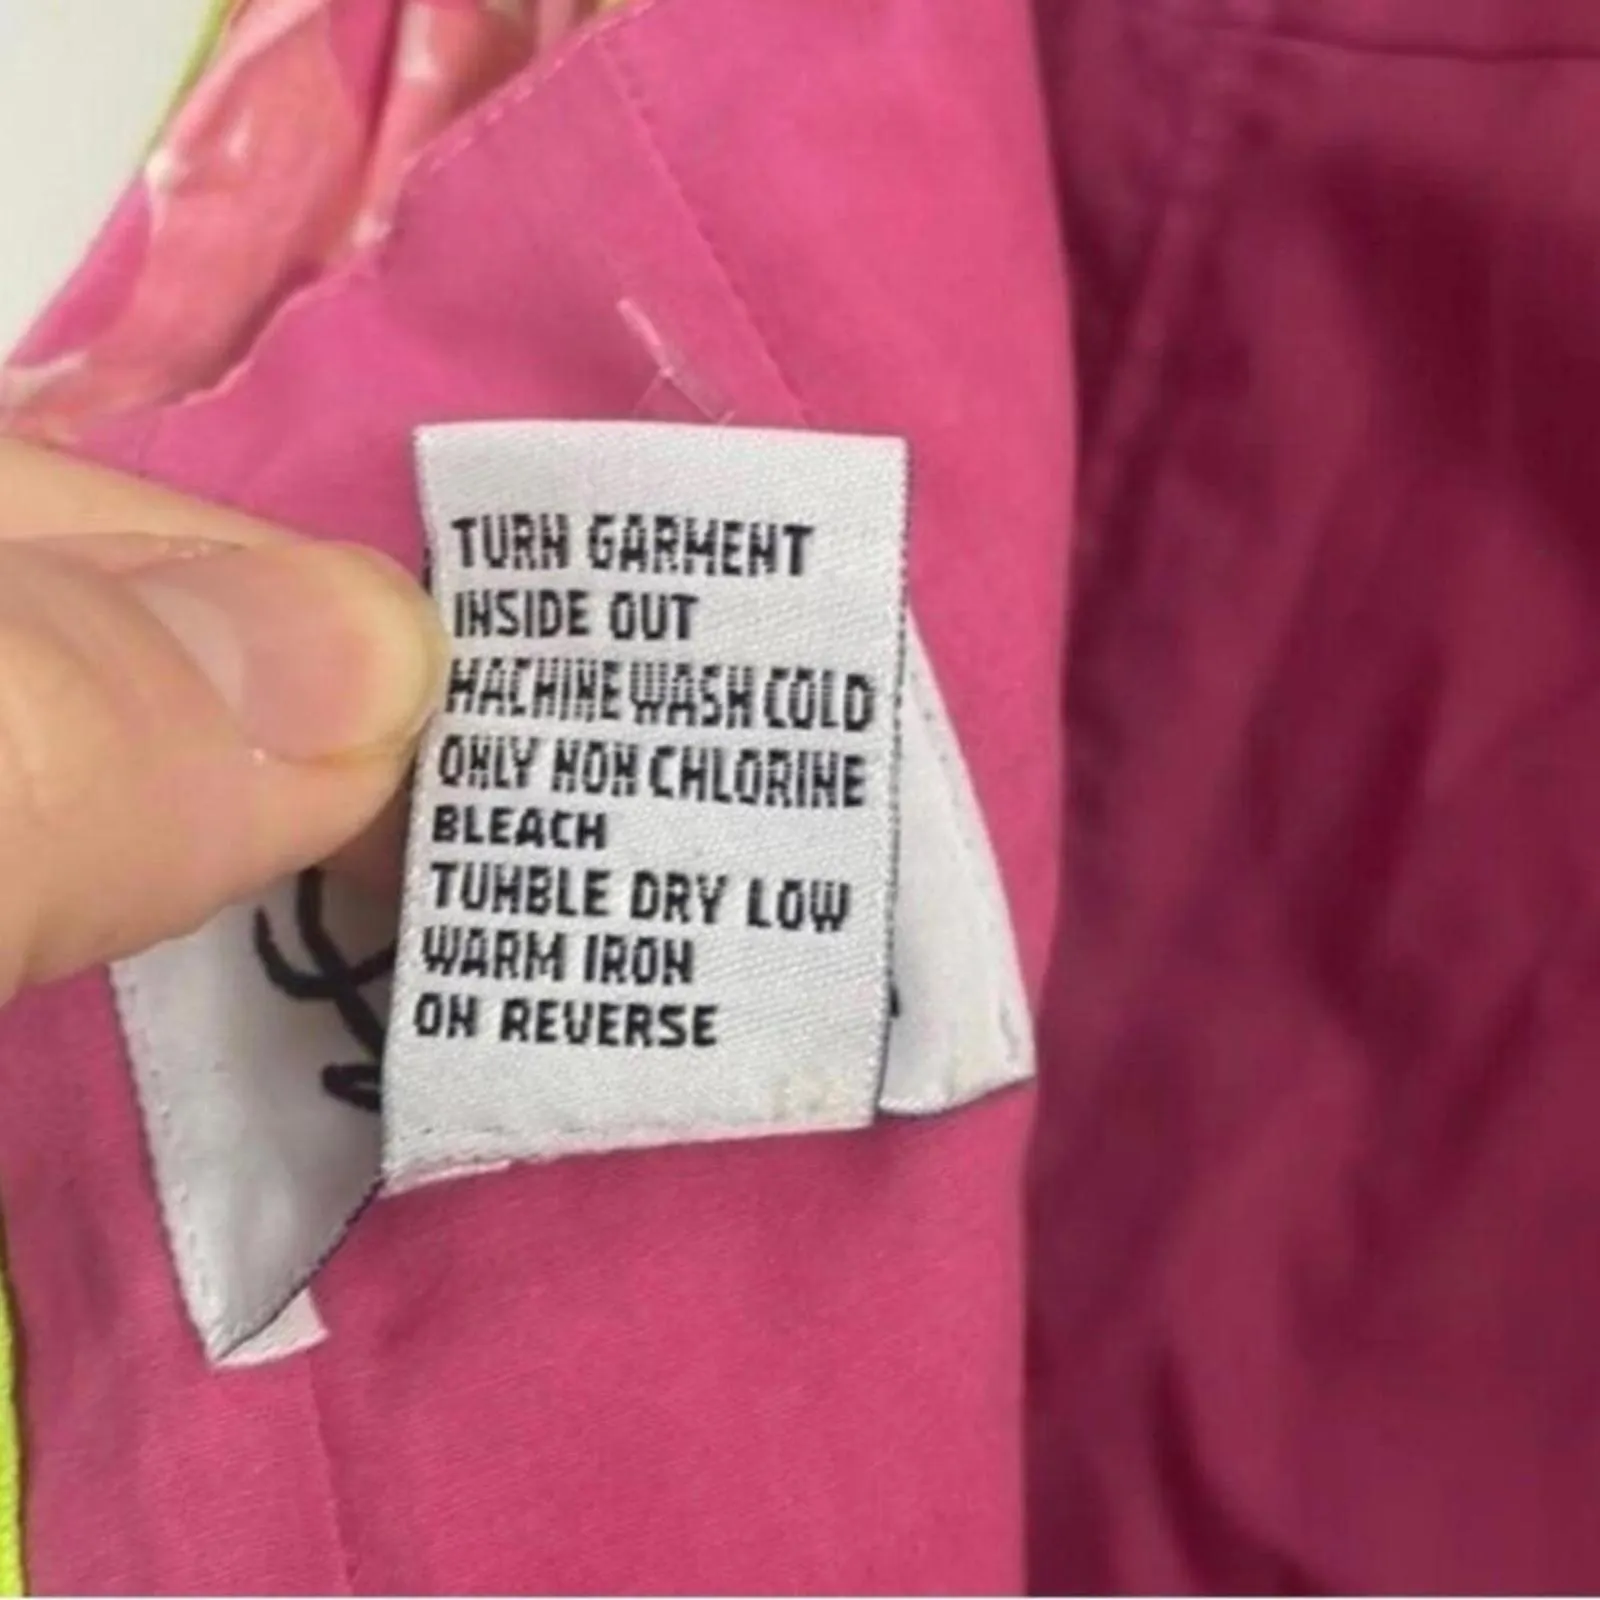 TURN GARMENT
INSIDE OUT
MACHINE WASH COLD
ONLY NON CHLORINE
BLEACH
TUMBLE DRY LOW
WARM IRON
ON REVERSE